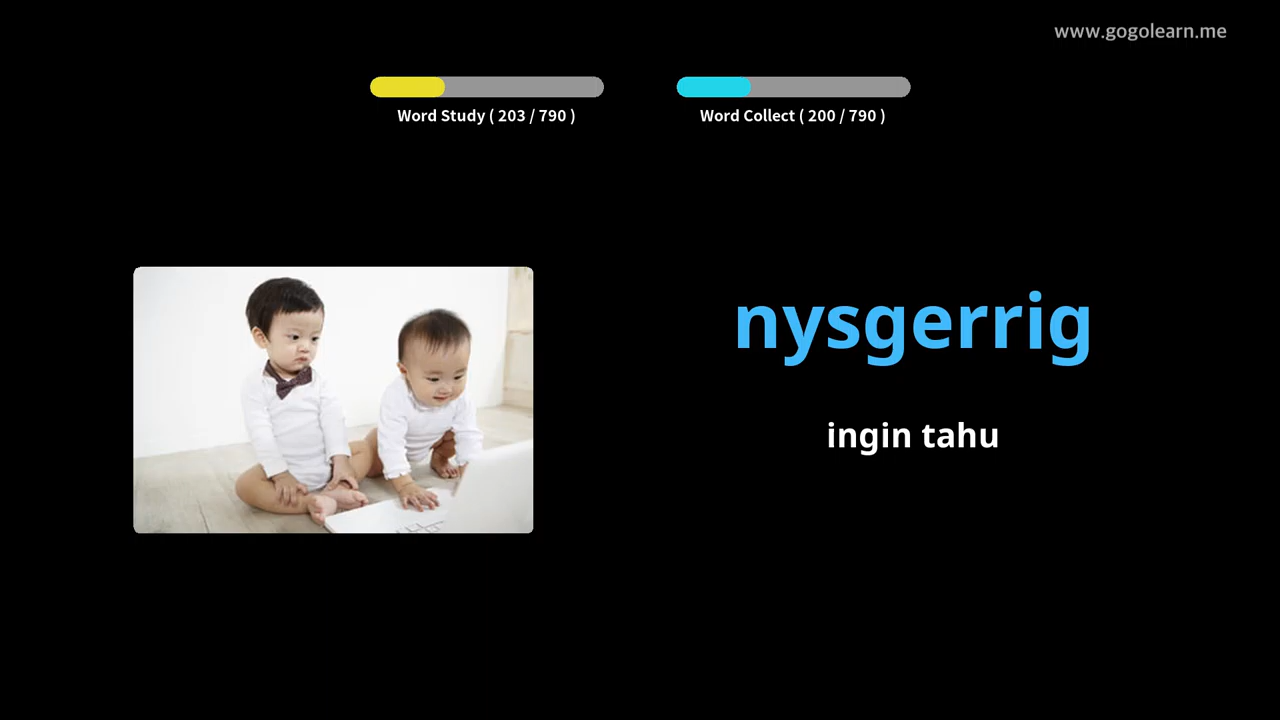 www.gogolearn.me
Word Study ( 203 / 790 )
Word Collect ( 200 / 790 )
nysgerrig
ingin tahu